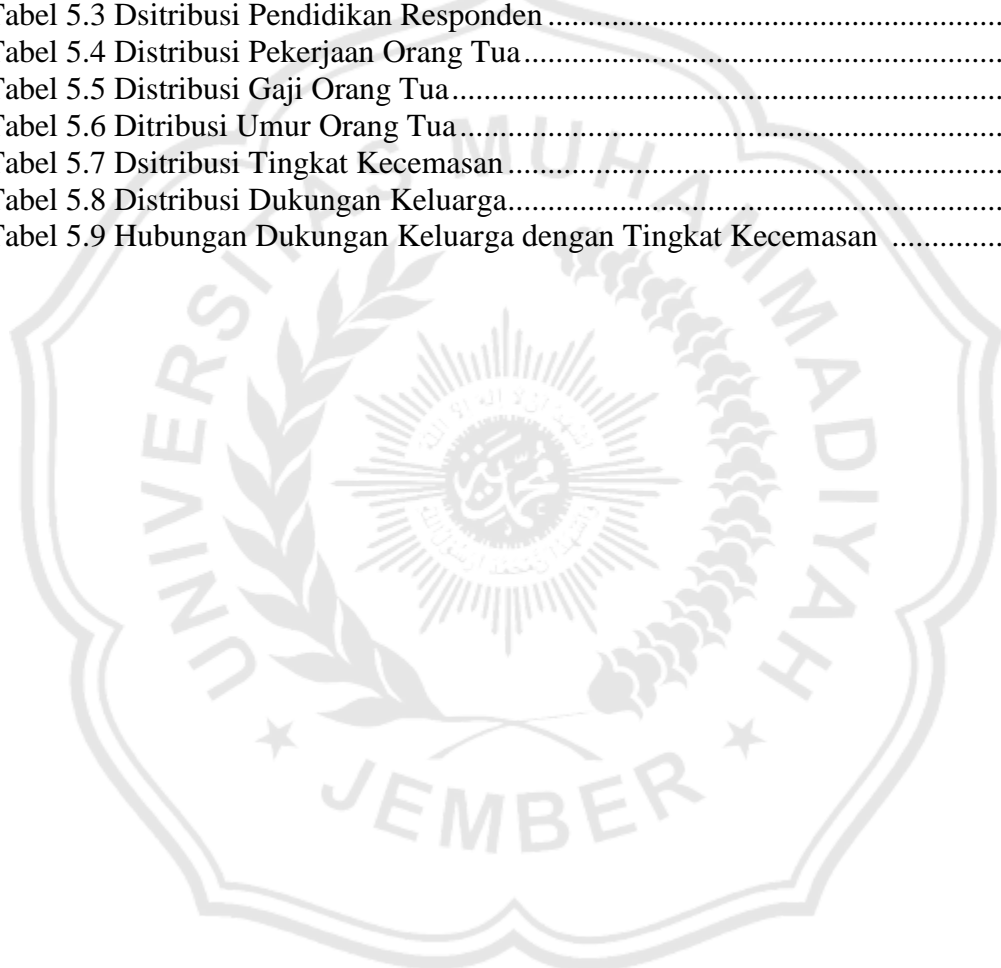 Tabel 5.3 Dsitribusi Pendidikan Responden ........................................................
Tabel 5.4 Distribusi Pekerjaan Orang Tua...........................................................
Tabel 5.5 Distribusi Gaji Orang Tua....................................................................
Tabel 5.6 Ditribusi Umur Orang Tua...................................................................
Tabel 5.7 Dsitribusi Tingkat Kecemasan.............................................................
Tabel 5.8 Distribusi Dukungan Keluarga.............................................................
Tabel 5.9 Hubungan Dukungan Keluarga dengan Tingkat Kecemasan ..............
UNIVERSITAS MUHAMMADIYAH
JEMBER